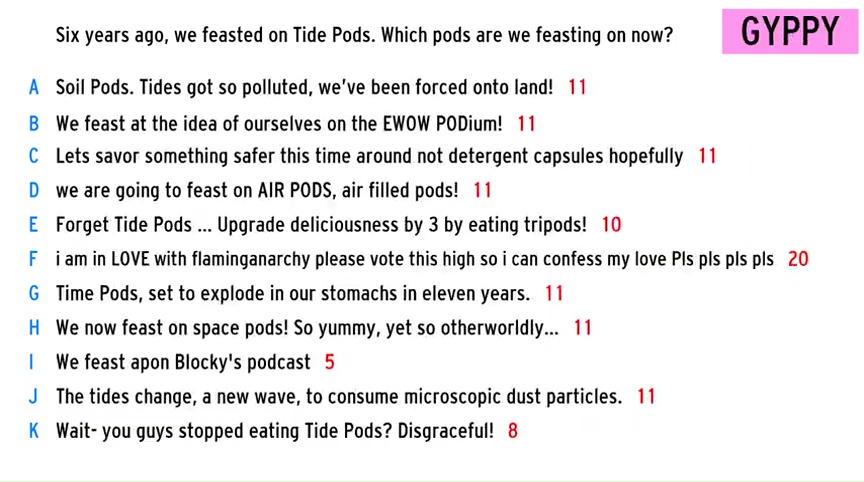 Six years ago, we feasted on Tide Pods. Which pods are we feasting on now?
GYPPY
A Soil Pods. Tides got so polluted, we've been forced onto land! 11
B We feast at the idea of ourselves on the EWOW PODium! 11
C Lets savor something safer this time around not detergent capsules hopefully 11
D we are going to feast on AIR PODS, air filled pods! 11
E Forget Tide Pods ... Upgrade deliciousness by 3 by eating tripods! 10
F i am in LOVE with flaminganarchy please vote this high so i can confess my love Pls pls pls pls 20
G Time Pods, set to explode in our stomachs in eleven years. 11
H We now feast on space pods! So yummy, yet so otherworldly... 11
I We feast apon Blocky's podcast 5
J The tides change, a new wave, to consume microscopic dust particles. 11
K Wait- you guys stopped eating Tide Pods? Disgraceful! 8